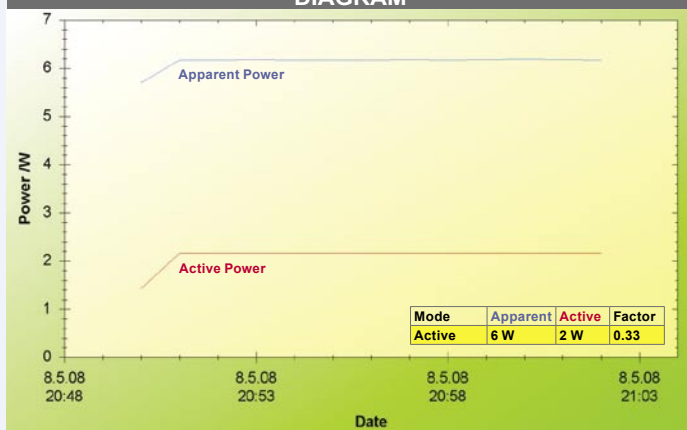 DIAGRAM
7
6
5
4
3
2
1
0
Power /W
Apparent Power
Active Power
Mode Apparent Active Factor
Active 6 W 2 W 0.33
8.5.08 8.5.08 8.5.08 8.5.08
20:48 20:53 20:58 21:03
Date